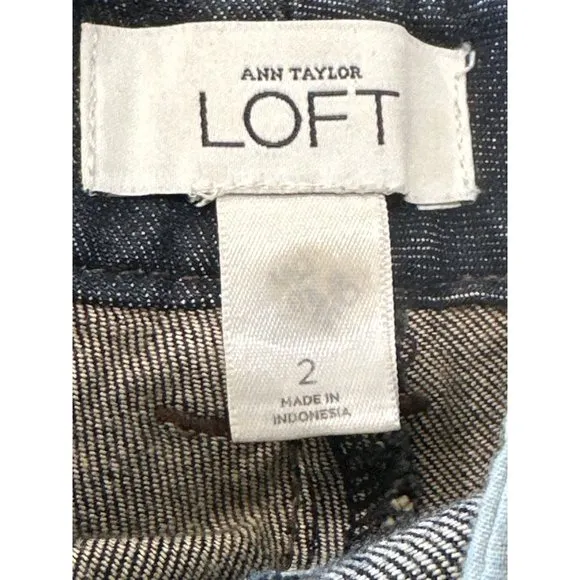 ANN TAYLOR
LOFT
2
MADE IN
INDONESIA